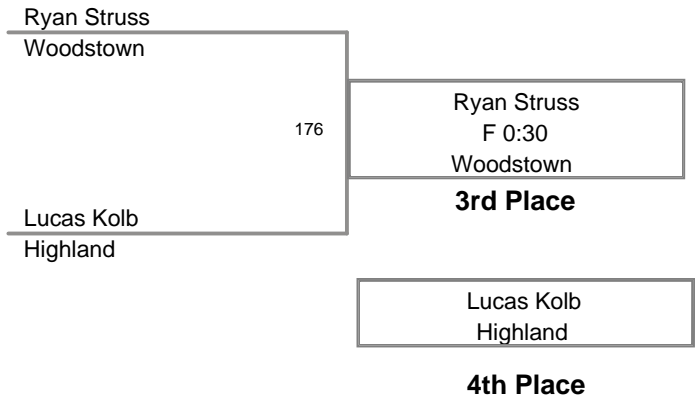 Ryan Struss
Woodstown
176
Ryan Struss
F 0:30
Woodstown
3rd Place
Lucas Kolb
Highland
Lucas Kolb
Highland
4th Place